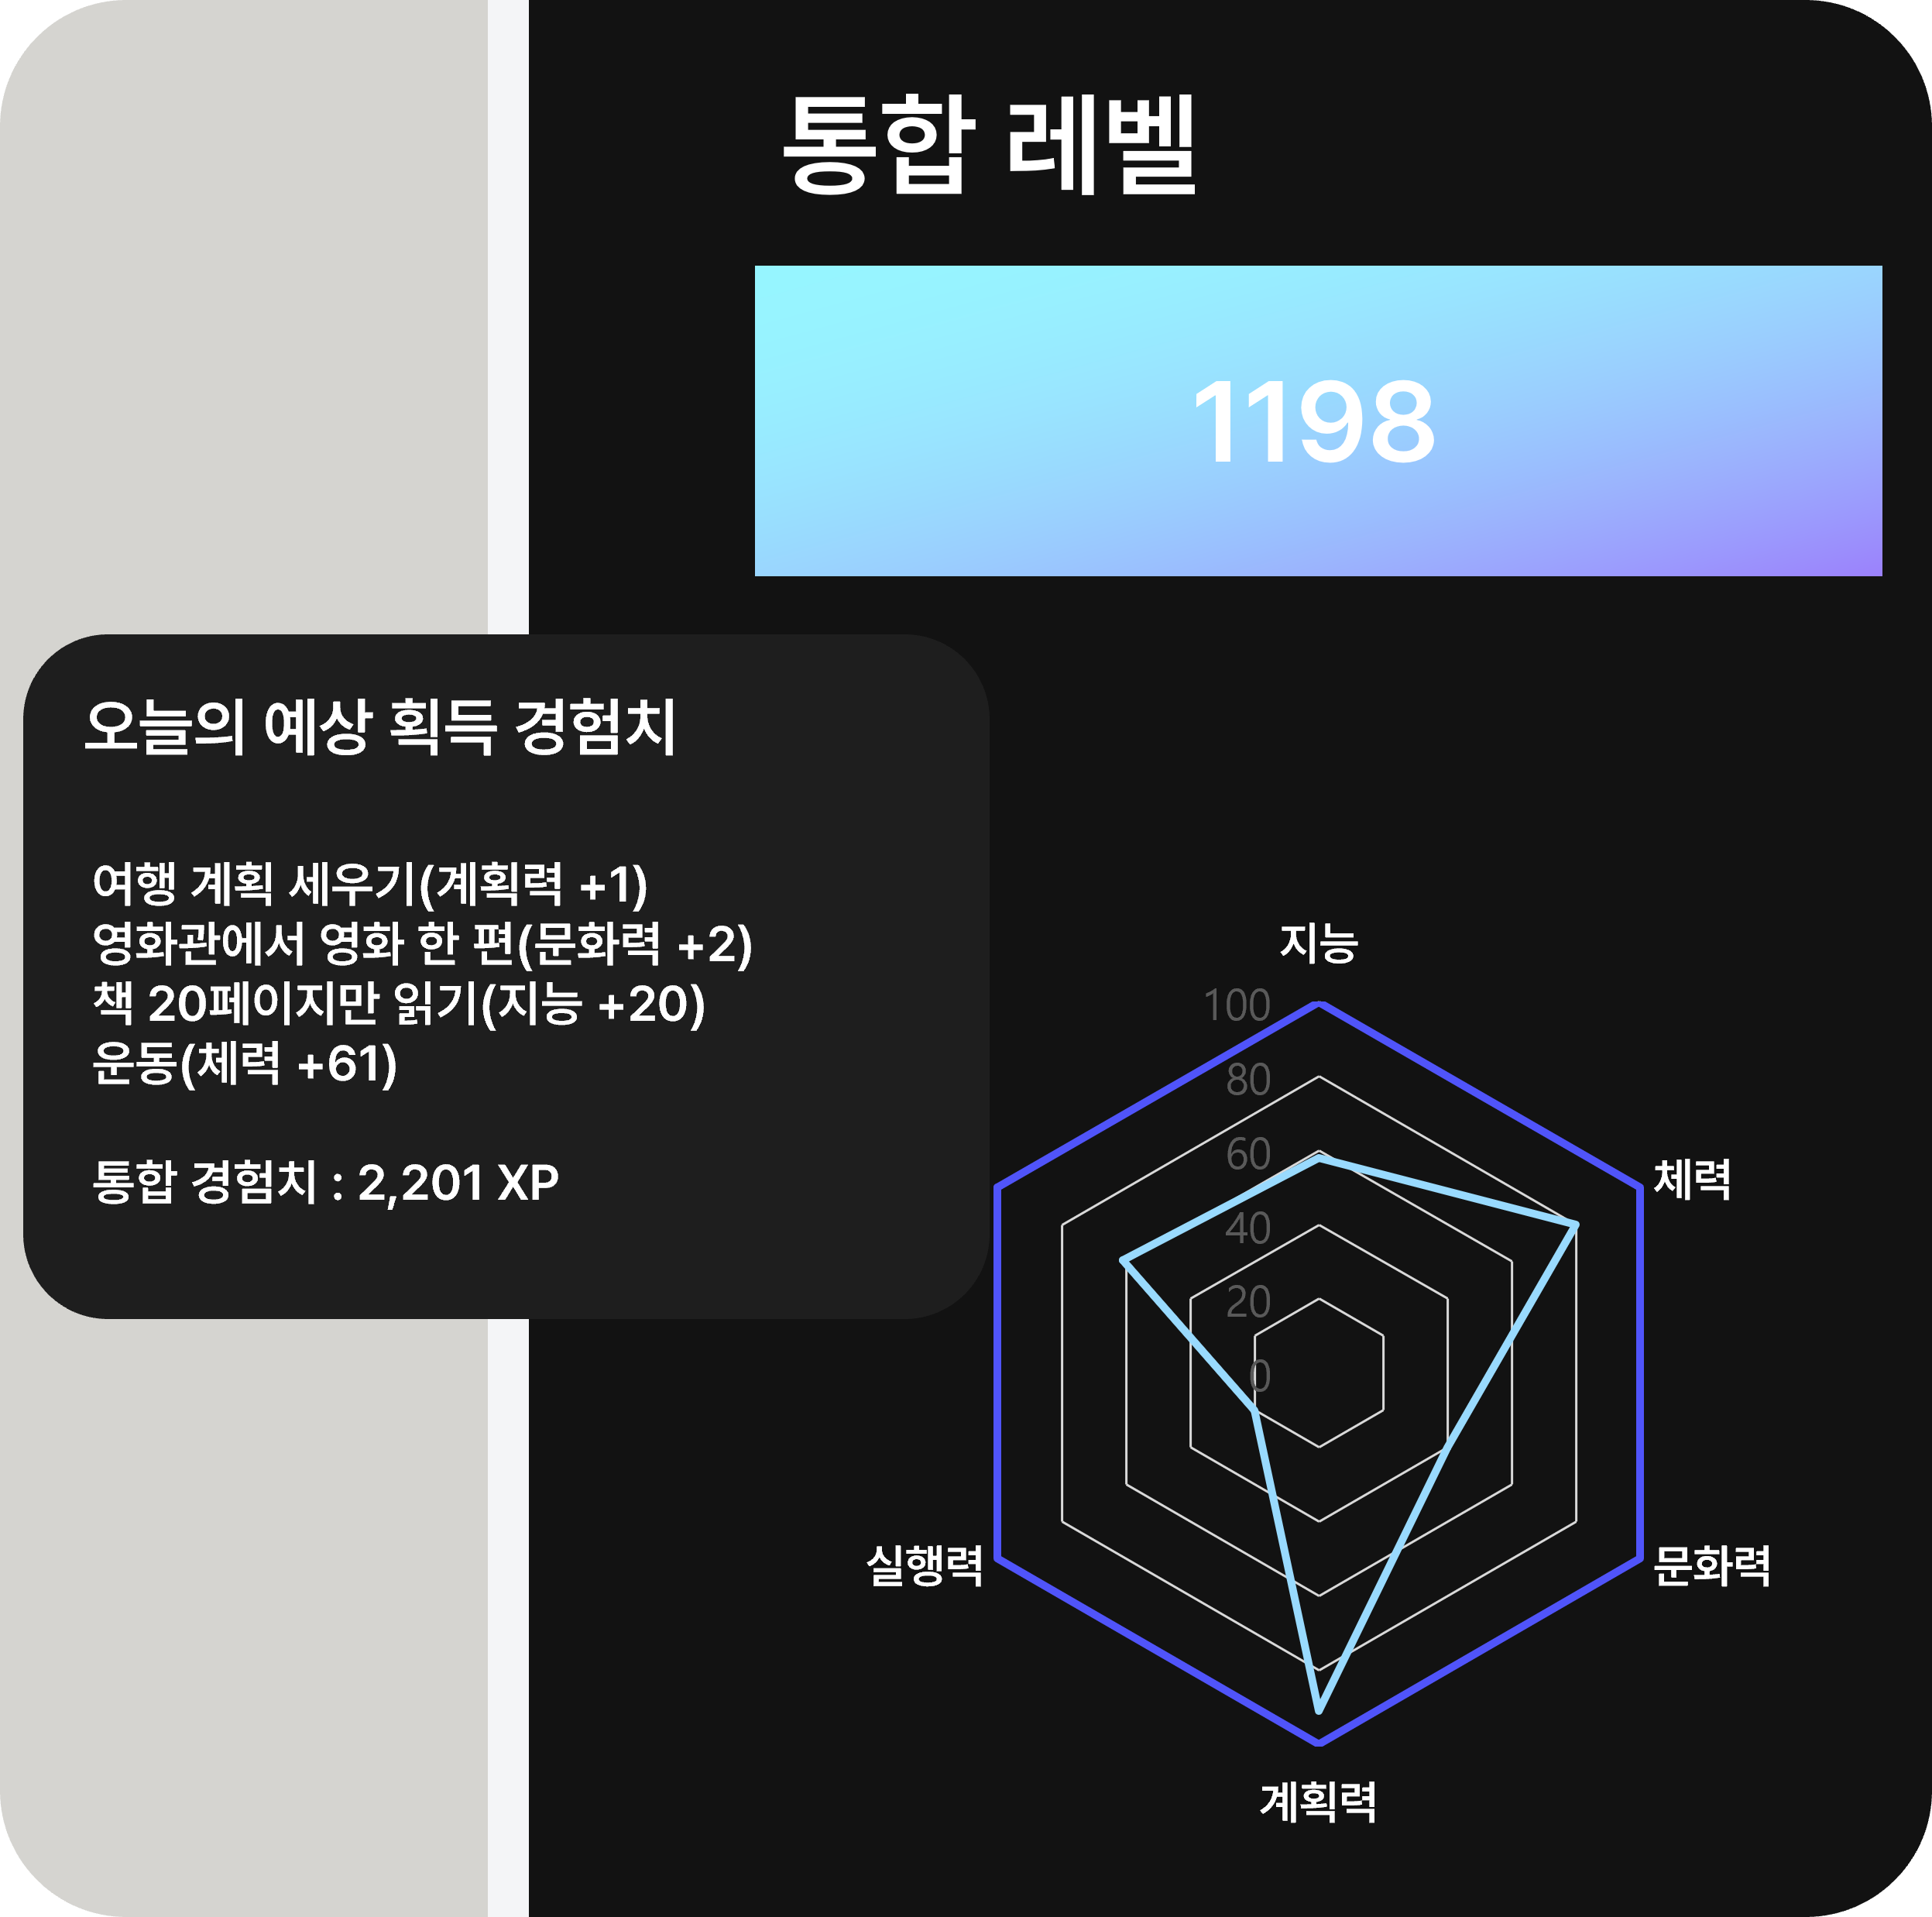 통합 레벨
1198
오늘의 예상 획득 경험치
여행 계획 세우기(계획력 +1)
영화관에서 영화 한 편(문화력 +2)
책 20페이지만 읽기(지능 +20)
운동(체력 +61)
통합 경험치 : 2,201 XP
지능
100
80
60
40
20
0
체력
실행력
문화력
계획력